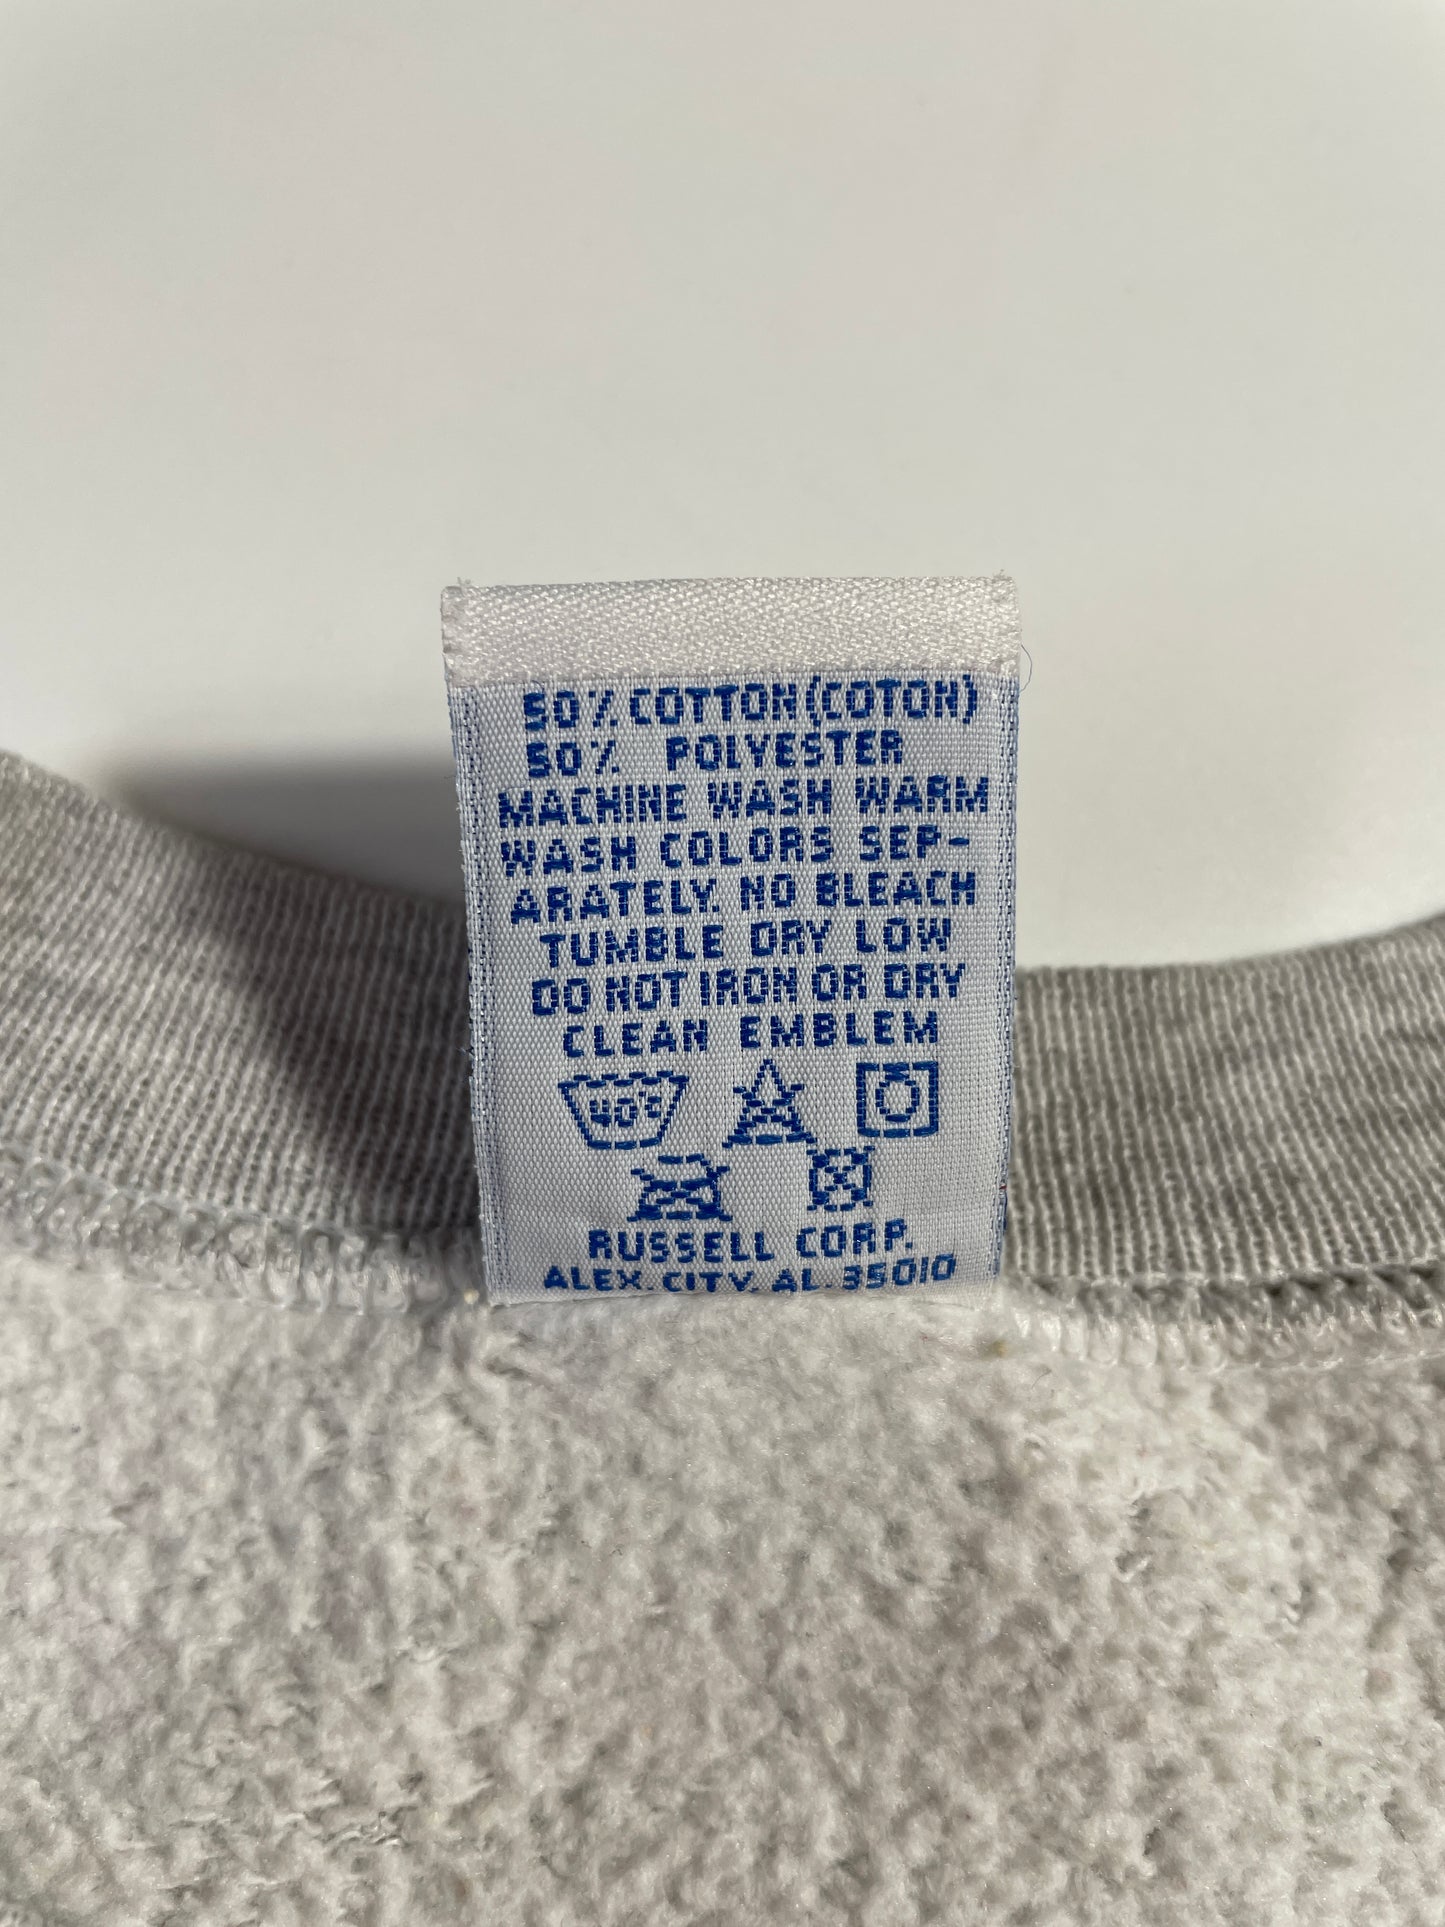 50% COTTON (COTON)
50% POLYESTER
MACHINE WASH WARM
WASH COLORS SEP-
ARATELY. NO BLEACH
TUMBLE DRY LOW
DO NOT IRON OR DRY
CLEAN EMBLEM
40°C
RUSSELL CORP.
ALEX. CITY, AL. 35010